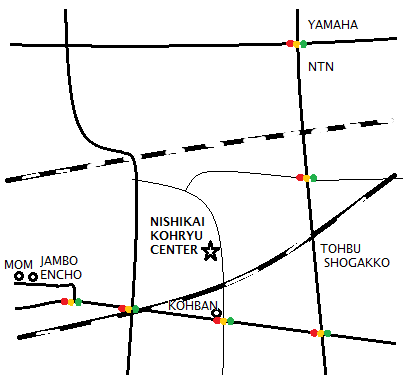 YAMAHA
NTN
NISHIKAI
KOHRYU
CENTER
TOHBU
SHOGAKKO
MOM
JAMBO
ENCHO
KOHBAN